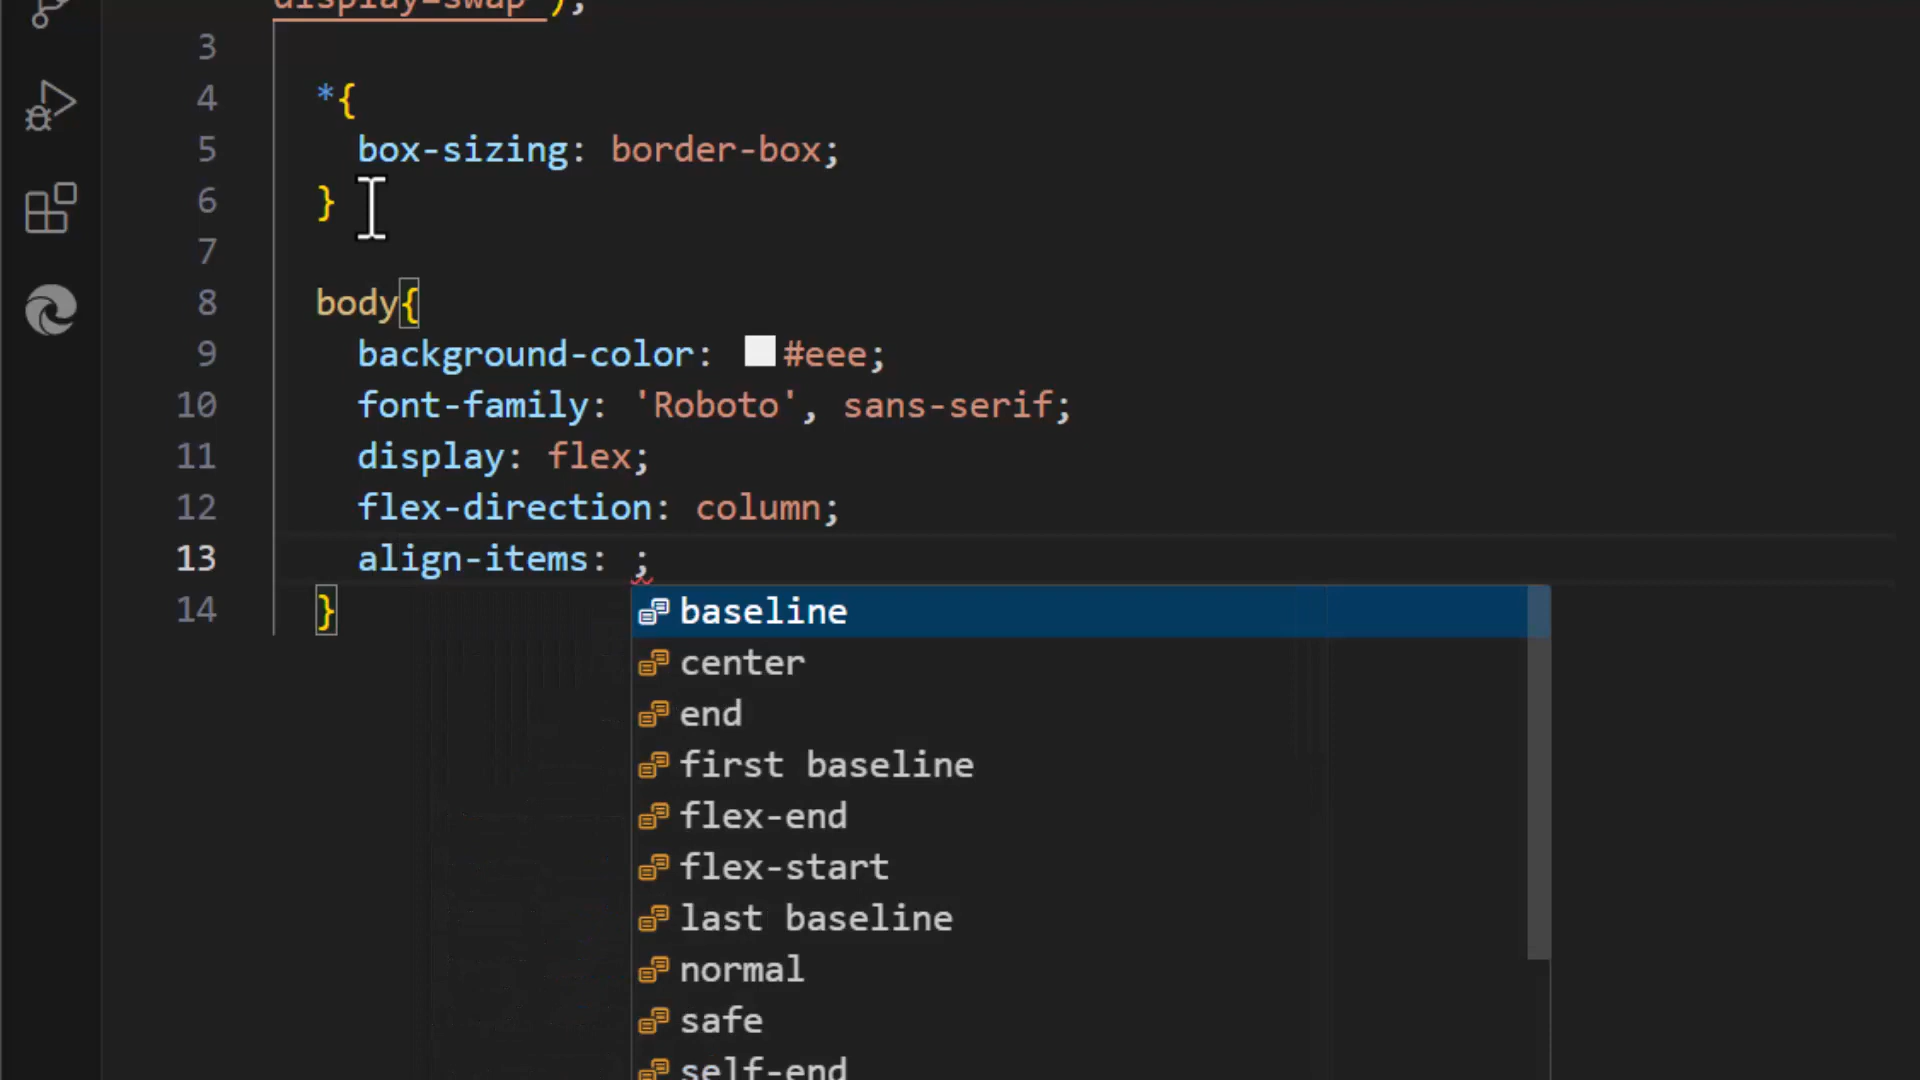 display=swap');
3
4 *{
5 box-sizing: border-box;
6 }
7
8 body{
9 background-color: #eee;
10 font-family: 'Roboto', sans-serif;
11 display: flex;
12 flex-direction: column;
13 align-items: ;
14 }
baseline
center
end
first baseline
flex-end
flex-start
last baseline
normal
safe
self-end